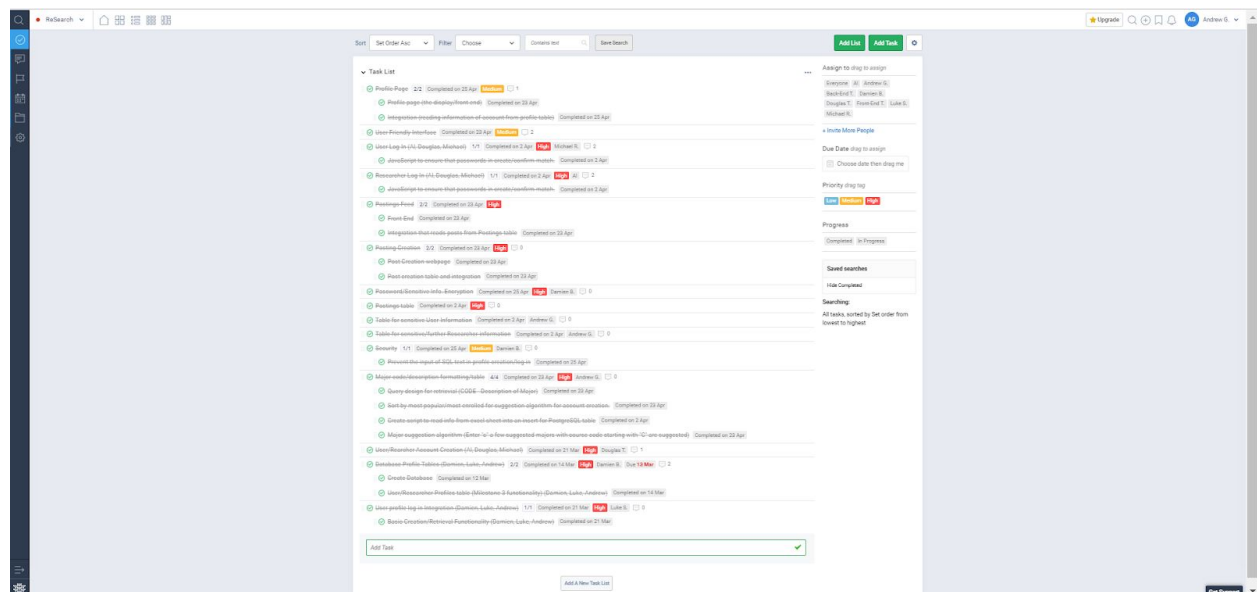 ReSearch
Upgrade
AG Andrew G.
Sort Set Order Asc Filter Choose Contains text Save Search
Add List Add Task
Task List
Profile Page 2/2 Completed on 25 Apr Medium 1
Profile page (the display/front end) Completed on 23 Apr
Integration (reading information of account from profile table) Completed on 25 Apr
User Friendly Interface Completed on 23 Apr Medium 2
User Log In (Al, Douglas, Michael) 1/1 Completed on 2 Apr High Michael R. 2
JavaScript to ensure that passwords in create/confirm match. Completed on 2 Apr
Researcher Log In (Al, Douglas, Michael) 1/1 Completed on 2 Apr High Al 2
JavaScript to ensure that passwords in create/confirm match. Completed on 2 Apr
Postings Feed 2/2 Completed on 23 Apr High
Front End Completed on 23 Apr
Integration that reads posts from Postings table Completed on 23 Apr
Posting Creation 2/2 Completed on 23 Apr High 0
Post Creation webpage Completed on 23 Apr
Post creation table and integration Completed on 23 Apr
Password/Sensitive Info. Encryption Completed on 25 Apr High Damien B. 0
Postings table Completed on 2 Apr High 0
Table for sensitive User Information Completed on 2 Apr Andrew G. 0
Table for sensitive/further Researcher information Completed on 2 Apr Andrew G. 0
Security 1/1 Completed on 25 Apr Medium Damien B. 0
Prevent the input of SQL text in profile creation/log in Completed on 25 Apr
Major code/description formatting/table 4/4 Completed on 23 Apr High Andrew G. 0
Query design for retrieval (CODE - Description of Major) Completed on 23 Apr
Sort by most popular/most enrolled for suggestion algorithm for account creation. Completed on 23 Apr
Create script to read info from excel sheet into an insert for PostgreSQL table Completed on 2 Apr
Major suggestion algorithm (Enter 'c' a few suggested majors with source code starting with 'C' are suggested) Completed on 23 Apr
User/Rearcher Account Creation (Al, Douglas, Michael) Completed on 21 Mar High Douglas T. 1
Database Profile Tables (Damien, Luke, Andrew) 2/2 Completed on 14 Mar High Damien B. Due 13 Mar 2
Create Database Completed on 12 Mar
User/Researcher Profiles table (Milestone 3 functionality) (Damien, Luke, Andrew) Completed on 14 Mar
User profile log in Integration (Damien, Luke, Andrew) 1/1 Completed on 21 Mar High Luke S. 0
Basic Creation/Retrieval Functionality (Damien, Luke, Andrew) Completed on 21 Mar
Add Task
Add A New Task List
Assign to drag to assign
Everyone Al Andrew G.
Back-End T. Damien B.
Douglas T. Front-End T. Luke S.
Michael R.
+ Invite More People
Due Date drag to assign
Choose date then drag me
Priority drag tag
Low Medium High
Progress
Completed In Progress
Saved searches
Hide Completed
Searching:
All tasks, sorted by Set order from
lowest to highest
Get Support